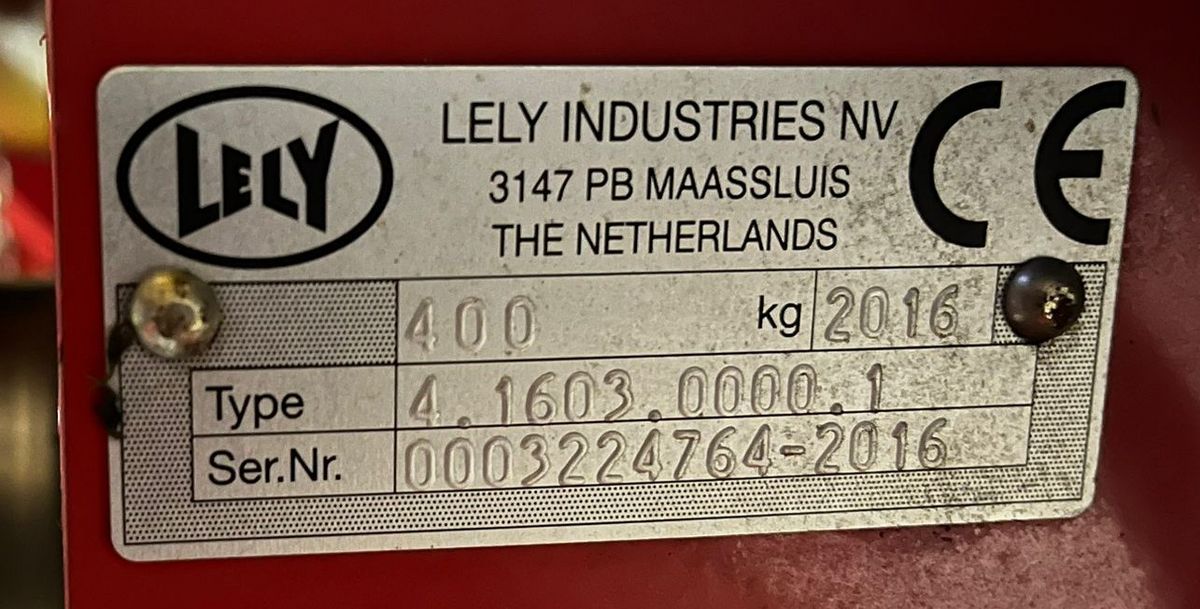 LELY
LELY INDUSTRIES NV
3147 PB MAASSLUIS
THE NETHERLANDS
CE
400 kg 2016
Type 4.1603.0000.1
Ser.Nr. 0003224764-2016